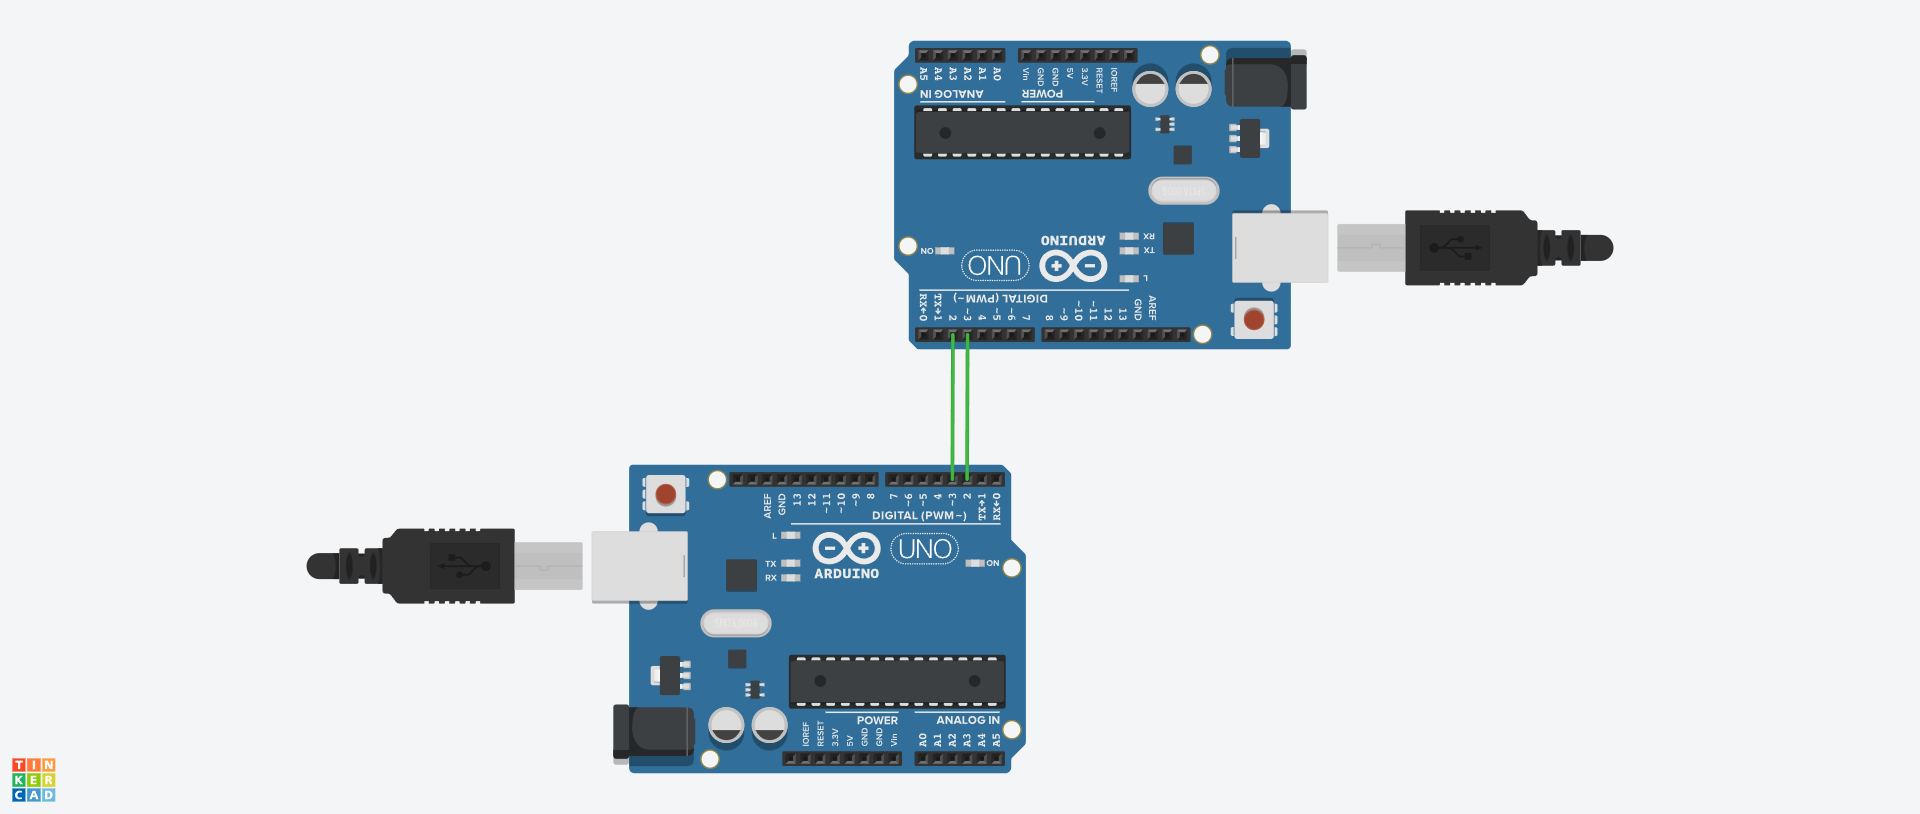 A5 A4 A3 A2 A1 A0
Vin GND GND 5V 3.3V RESET IOREF
ANALOG IN
POWER
RX
ARDUINO
TX
ON
UNO
L
DIGITAL (PWM~)
RX←0 TX→1 2 ~3 4 ~5 ~6 7
8 ~9 ~10 ~11 12 13 GND AREF
AREF GND 13 12 ~11 ~10 ~9 8
7 ~6 ~5 4 ~3 2 TX→1 RX←0
DIGITAL (PWM~)
L
UNO
TX
ON
RX
ARDUINO
POWER
ANALOG IN
IOREF RESET 3.3V 5V GND GND Vin
A0 A1 A2 A3 A4 A5
TIN
KER
CAD